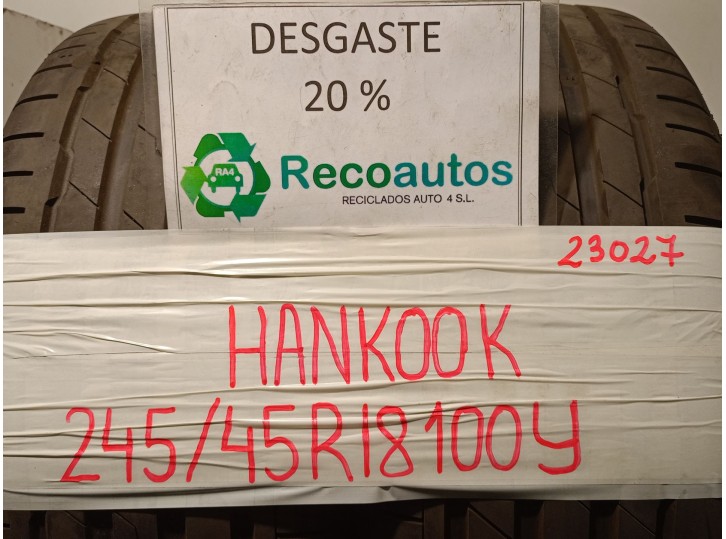 DESGASTE
20 %
RA4
Recoautos
RECICLADOS AUTO 4 S.L.
23027
HANKOOK
245/45R18100Y